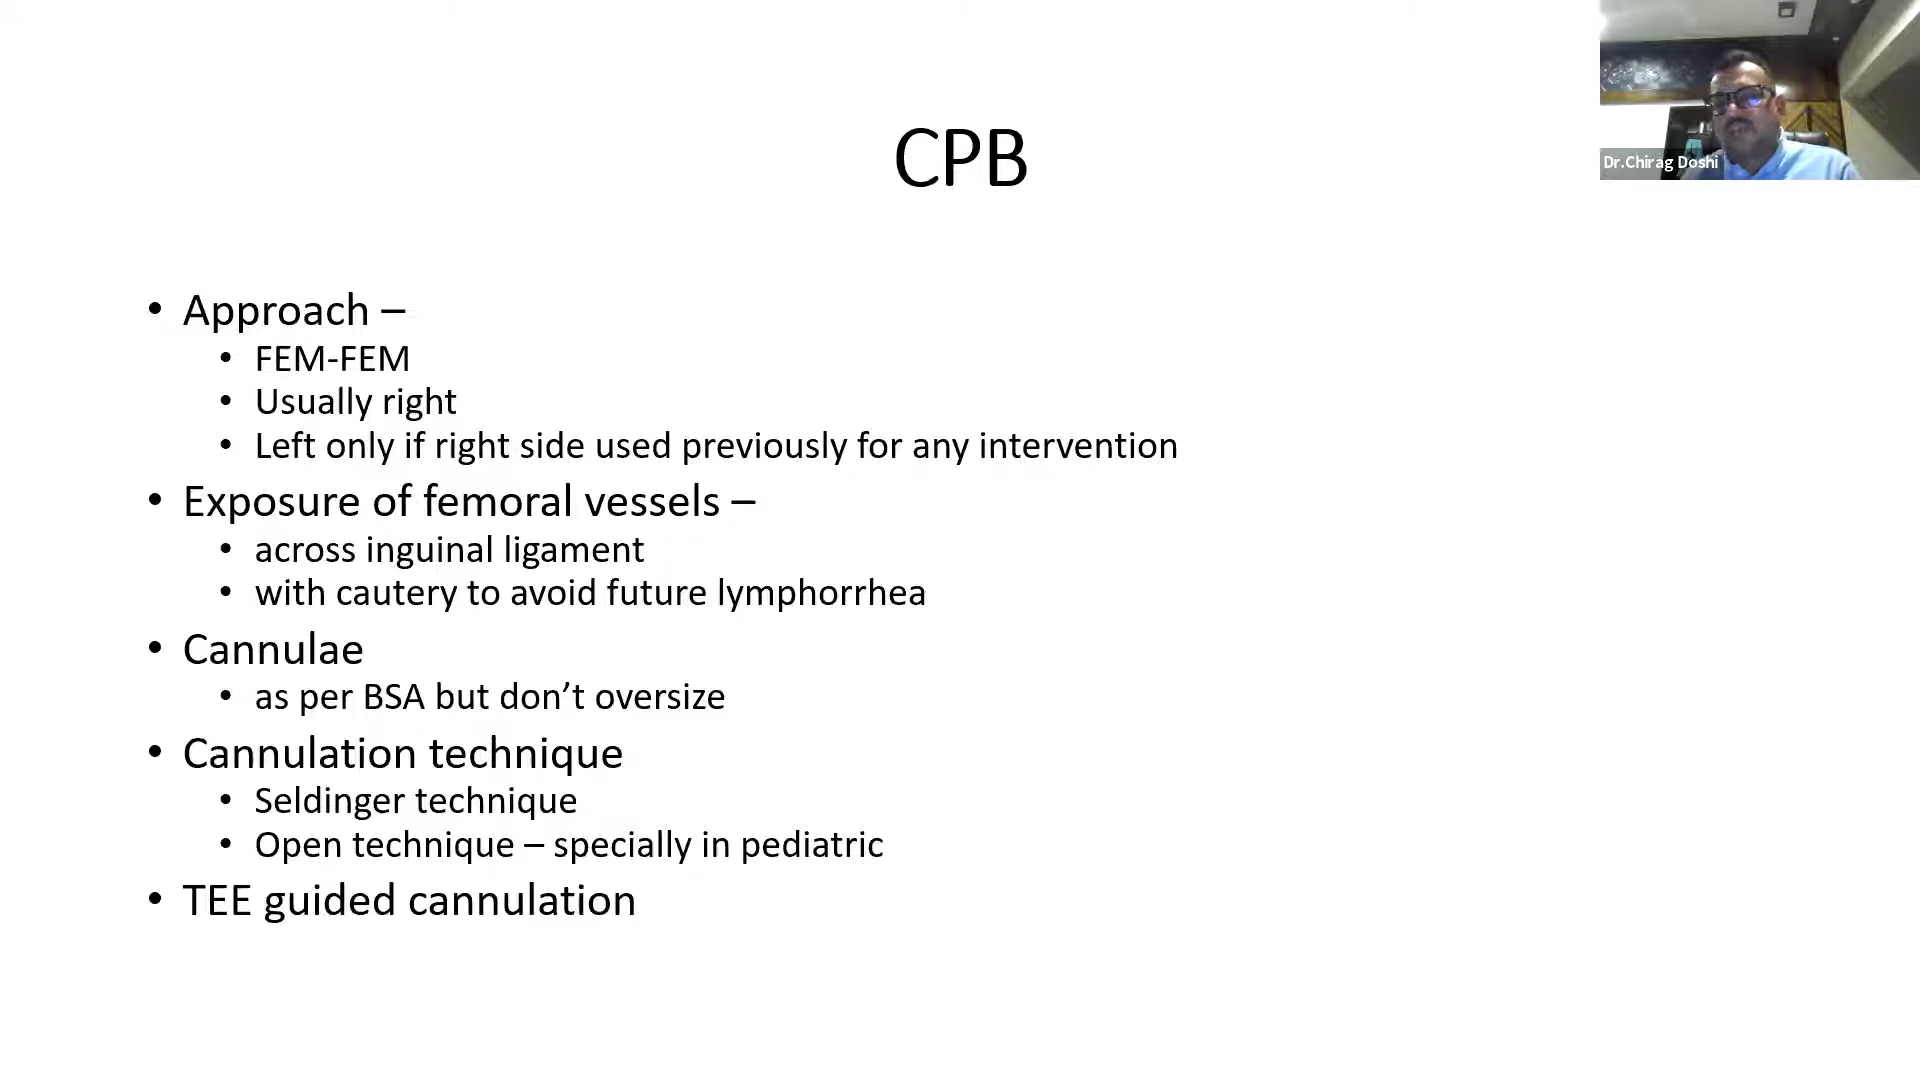 CPB
Dr.Chirag Doshi
• Approach –
• FEM-FEM
• Usually right
• Left only if right side used previously for any intervention
• Exposure of femoral vessels –
• across inguinal ligament
• with cautery to avoid future lymphorrhea
• Cannulae
• as per BSA but don’t oversize
• Cannulation technique
• Seldinger technique
• Open technique – specially in pediatric
• TEE guided cannulation